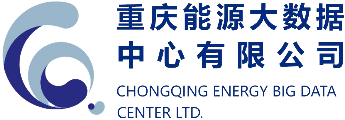 重庆能源大数据
中心有限公司
CHONGQING ENERGY BIG DATA
CENTER LTD.